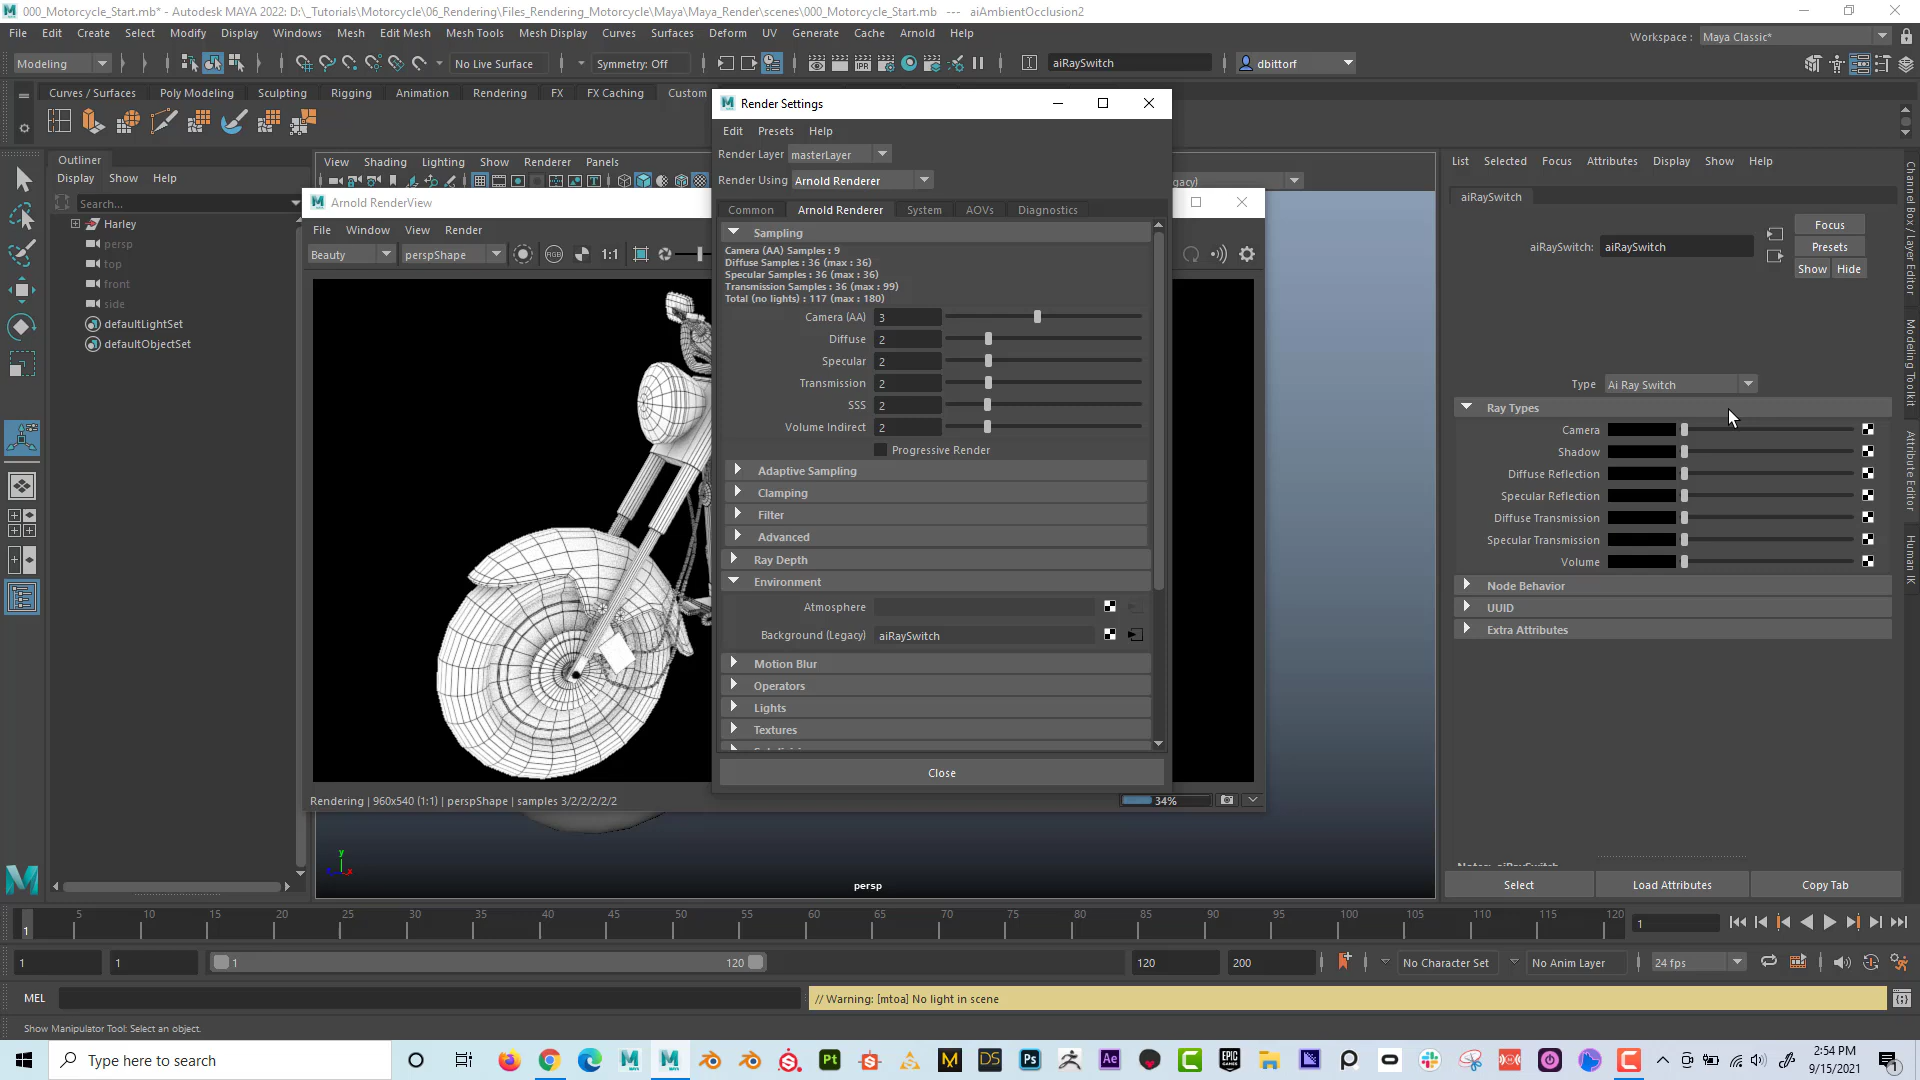 000_Motorcycle_Start.mb* - Autodesk MAYA 2022: D:\_Tutorials\Motorcycle\06_Rendering\Files_Rendering_Motorcycle\Maya\Maya_Render\scenes\000_Motorcycle_Start.mb --- aiAmbientOcclusion2
File Edit Create Select Modify Display Windows Mesh Edit Mesh Mesh Tools Mesh Display Curves Surfaces Deform UV Generate Cache Arnold Help
Workspace : Maya Classic*
Modeling No Live Surface Symmetry: Off aiRaySwitch dbittorf
Curves / Surfaces Poly Modeling Sculpting Rigging Animation Rendering FX FX Caching Custom
Outliner
Display Show Help
Search...
Harley
persp
top
front
side
defaultLightSet
defaultObjectSet
View Shading Lighting Show Renderer Panels
Arnold RenderView
File Window View Render
Beauty perspShape 1:1
Rendering | 960x540 (1:1) | perspShape | samples 3/2/2/2/2/2
34%
persp
y
Render Settings
Edit Presets Help
Render Layer masterLayer
Render Using Arnold Renderer
Common Arnold Renderer System AOVs Diagnostics
Sampling
Camera (AA) Samples : 9
Diffuse Samples : 36 (max : 36)
Specular Samples : 36 (max : 36)
Transmission Samples : 36 (max : 99)
Total (no lights) : 117 (max : 180)
Camera (AA) 3
Diffuse 2
Specular 2
Transmission 2
SSS 2
Volume Indirect 2
Progressive Render
Adaptive Sampling
Clamping
Filter
Advanced
Ray Depth
Environment
Atmosphere
Background (Legacy) aiRaySwitch
Motion Blur
Operators
Lights
Textures
Close
List Selected Focus Attributes Display Show Help
aiRaySwitch
Focus
aiRaySwitch: aiRaySwitch Presets
Show Hide
Type Ai Ray Switch
Ray Types
Camera
Shadow
Diffuse Reflection
Specular Reflection
Diffuse Transmission
Specular Transmission
Volume
Node Behavior
UUID
Extra Attributes
Select Load Attributes Copy Tab
Channel Box / Layer Editor
Modeling Toolkit
Attribute Editor
Human IK
5 10 15 20 25 30 35 40 45 50 55 60 65 70 75 80 85 90 95 100 105 110 115 120
1 1
1 1 1 120 120 200 No Character Set No Anim Layer 24 fps
MEL // Warning: [mtoa] No light in scene
Show Manipulator Tool: Select an object.
Type here to search
2:54 PM
9/15/2021